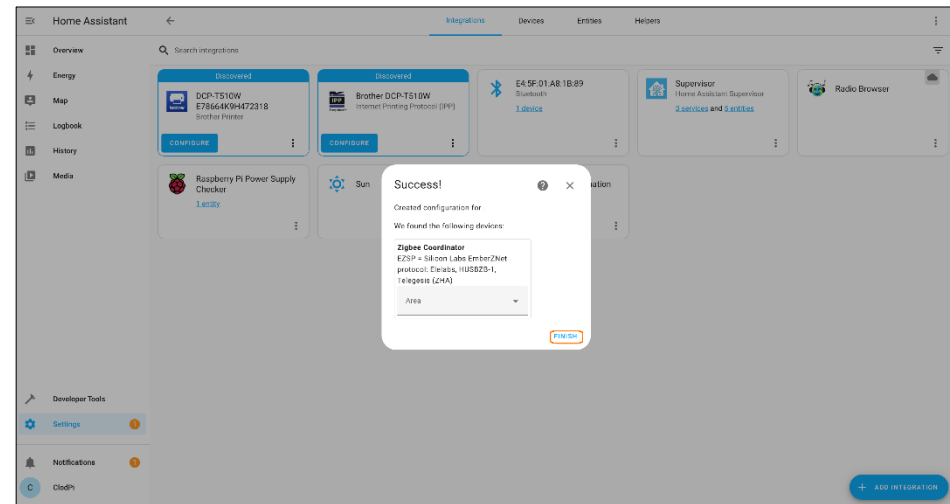 Home Assistant
Integrations
Devices
Entities
Helpers
Overview
Search integrations
Energy
Map
Logbook
History
Media
Discovered
DCP-T510W
E78664K9H472318
Brother Printer
CONFIGURE
Discovered
Brother DCP-T510W
Internet Printing Protocol (IPP)
CONFIGURE
E4:5F:01:A8:1B:89
Bluetooth
1 device
Supervisor
Home Assistant Supervisor
3 services and 6 entities
Radio Browser
Raspberry Pi Power Supply
Checker
1 entity
Sun
Success!
Created configuration for
We found the following devices:
Zigbee Coordinator
EZSP = Silicon Labs EmberZNet
protocol: Elelabs, HUSBZB-1,
Telegesis (ZHA)
Area
FINISH
Developer Tools
Settings
1
Notifications
1
C
ClodPi
+ ADD INTEGRATION